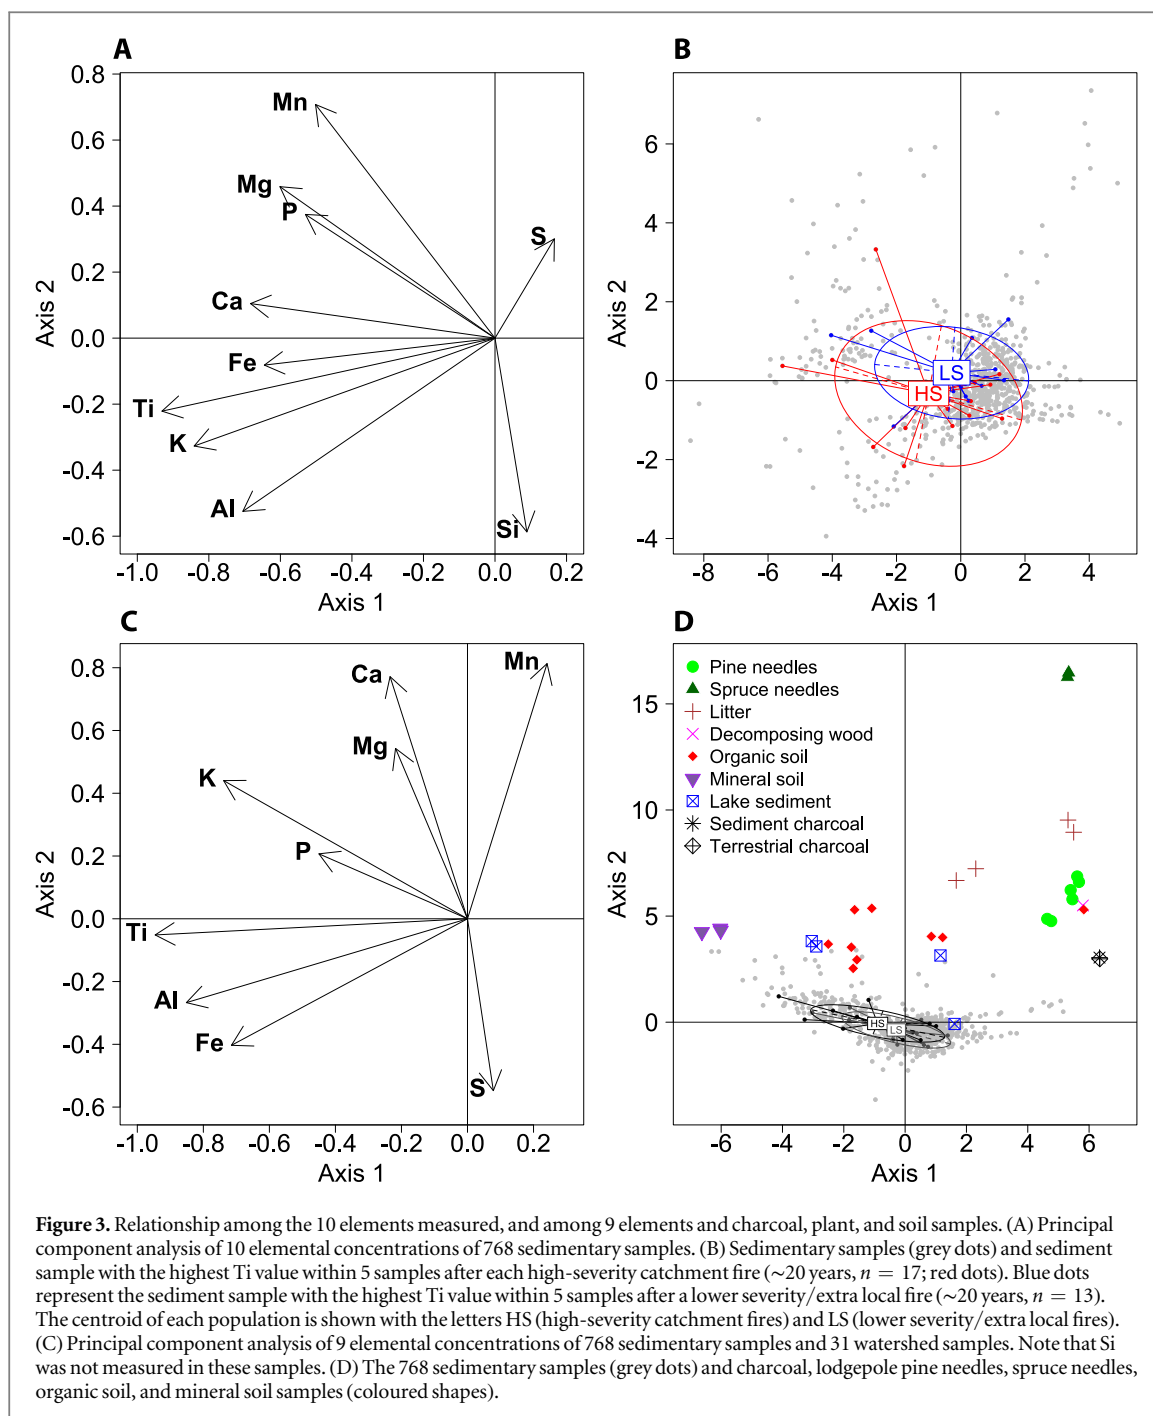 A
0.8
0.6
0.4
0.2
0.0
-0.2
-0.4
-0.6
Axis 2
Mn
Mg
P
S
Ca
Fe
Ti
K
Al
Si
-1.0 -0.8 -0.6 -0.4 -0.2 0.0 0.2
Axis 1
B
6
4
2
0
-2
-4
Axis 2
LS
HS
-8 -6 -4 -2 0 2 4
Axis 1
C
0.8
0.6
0.4
0.2
0.0
-0.2
-0.4
-0.6
Axis 2
Ca
Mn
Mg
K
P
Ti
Al
Fe
S
-1.0 -0.8 -0.6 -0.4 -0.2 0.0 0.2
Axis 1
D
15
10
5
0
Axis 2
Pine needles
Spruce needles
Litter
Decomposing wood
Organic soil
Mineral soil
Lake sediment
Sediment charcoal
Terrestrial charcoal
HS
LS
-6 -4 -2 0 2 4 6
Axis 1
Figure 3. Relationship among the 10 elements measured, and among 9 elements and charcoal, plant, and soil samples. (A) Principal
component analysis of 10 elemental concentrations of 768 sedimentary samples. (B) Sedimentary samples (grey dots) and sediment
sample with the highest Ti value within 5 samples after each high-severity catchment fire (~20 years, n = 17; red dots). Blue dots
represent the sediment sample with the highest Ti value within 5 samples after a lower severity/extra local fire (~20 years, n = 13).
The centroid of each population is shown with the letters HS (high-severity catchment fires) and LS (lower severity/extra local fires).
(C) Principal component analysis of 9 elemental concentrations of 768 sedimentary samples and 31 watershed samples. Note that Si
was not measured in these samples. (D) The 768 sedimentary samples (grey dots) and charcoal, lodgepole pine needles, spruce needles,
organic soil, and mineral soil samples (coloured shapes).